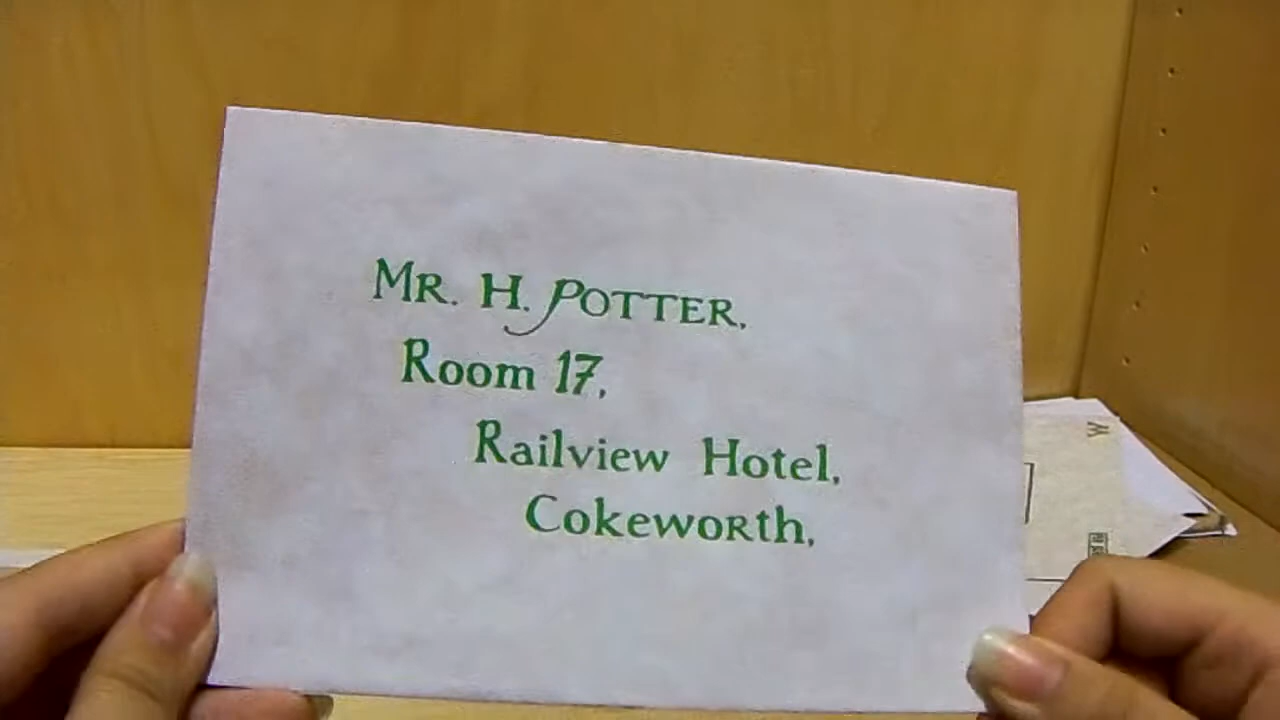 Mr. H. Potter,
Room 17,
Railview Hotel,
Cokeworth,
W